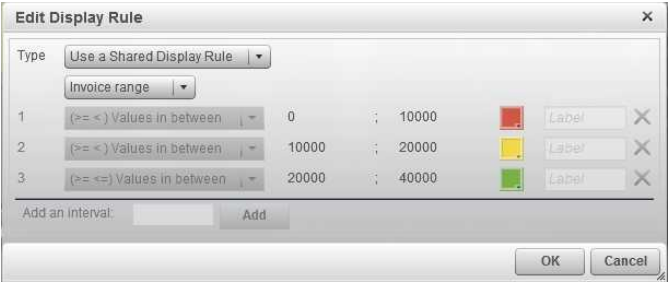 Edit Display Rule
Type Use a Shared Display Rule
Invoice range
1 (>= < ) Values in between 0 ; 10000 Label
2 (>= < ) Values in between 10000 ; 20000 Label
3 (>= <=) Values in between 20000 ; 40000 Label
Add an interval: Add
OK Cancel